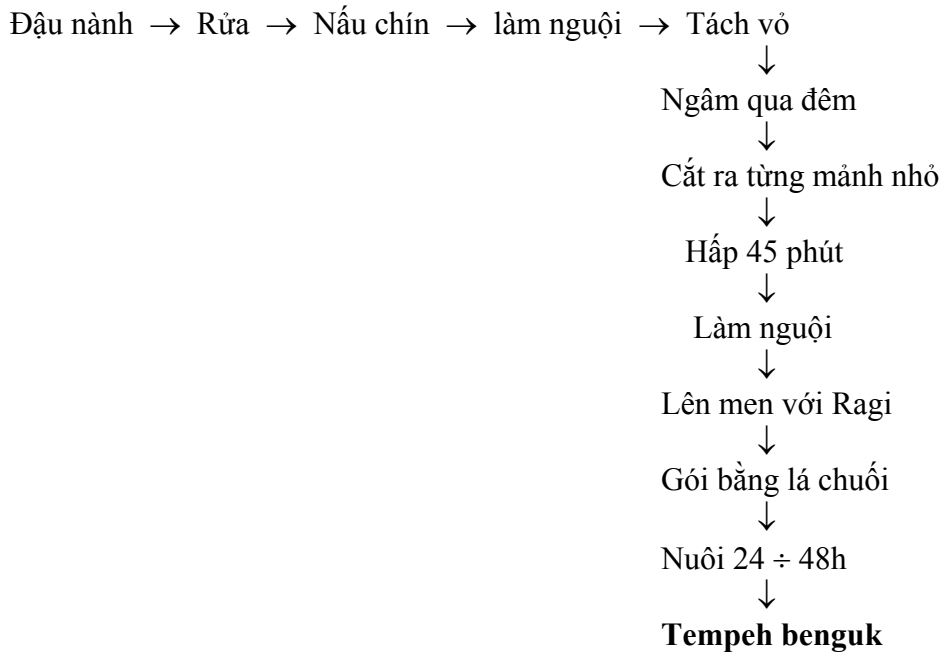 Đậu nành → Rửa → Nấu chín → làm nguội → Tách vỏ
↓
Ngâm qua đêm
↓
Cắt ra từng mảnh nhỏ
↓
Hấp 45 phút
↓
Làm nguội
↓
Lên men với Ragi
↓
Gói bằng lá chuối
↓
Nuôi 24 ÷ 48h
↓
Tempeh benguk